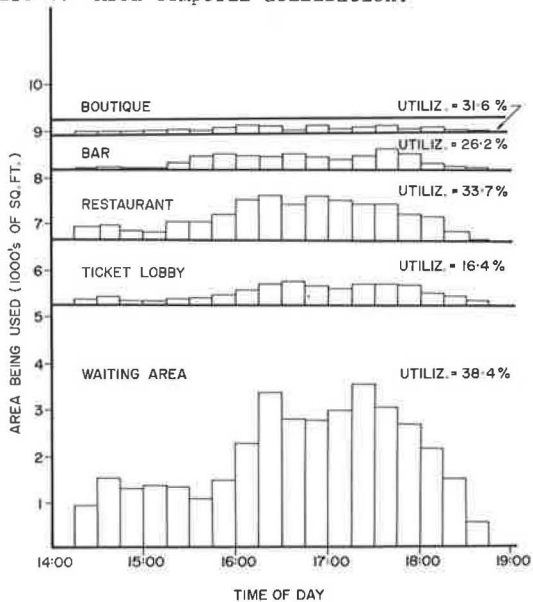 10
BOUTIQUE UTILIZ. = 31·6 %
9
BAR UTILIZ. = 26·2 %
8
RESTAURANT UTILIZ. = 33·7 %
7
6
TICKET LOBBY UTILIZ. = 16·4 %
5
4
WAITING AREA UTILIZ. = 38·4 %
3
2
1
AREA BEING USED (1000's OF SQ. FT.)
14:00 15:00 16:00 17:00 18:00 19:00
TIME OF DAY